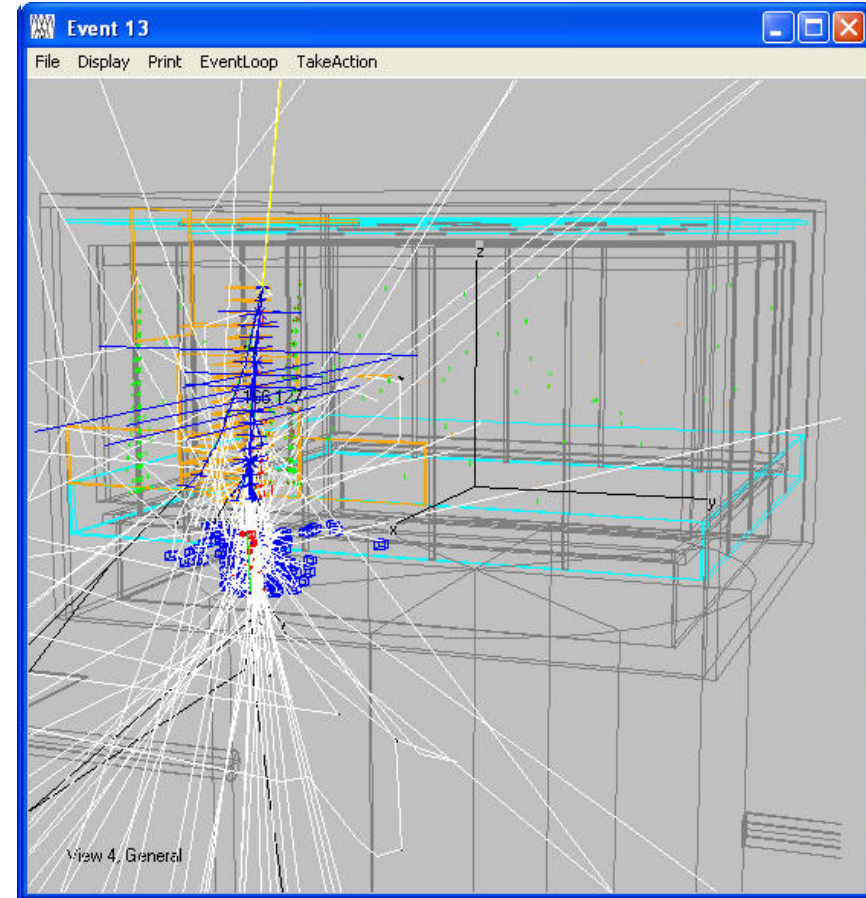 Event 13
File Display Print EventLoop TakeAction
z
y
x
View 4, General